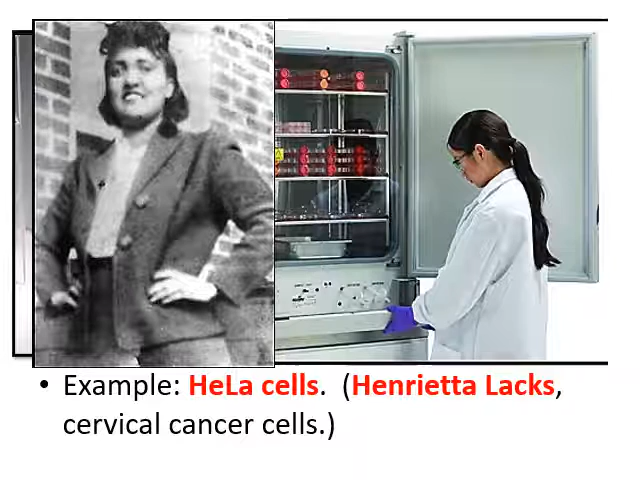 • Example: HeLa cells.  (Henrietta Lacks,
cervical cancer cells.)